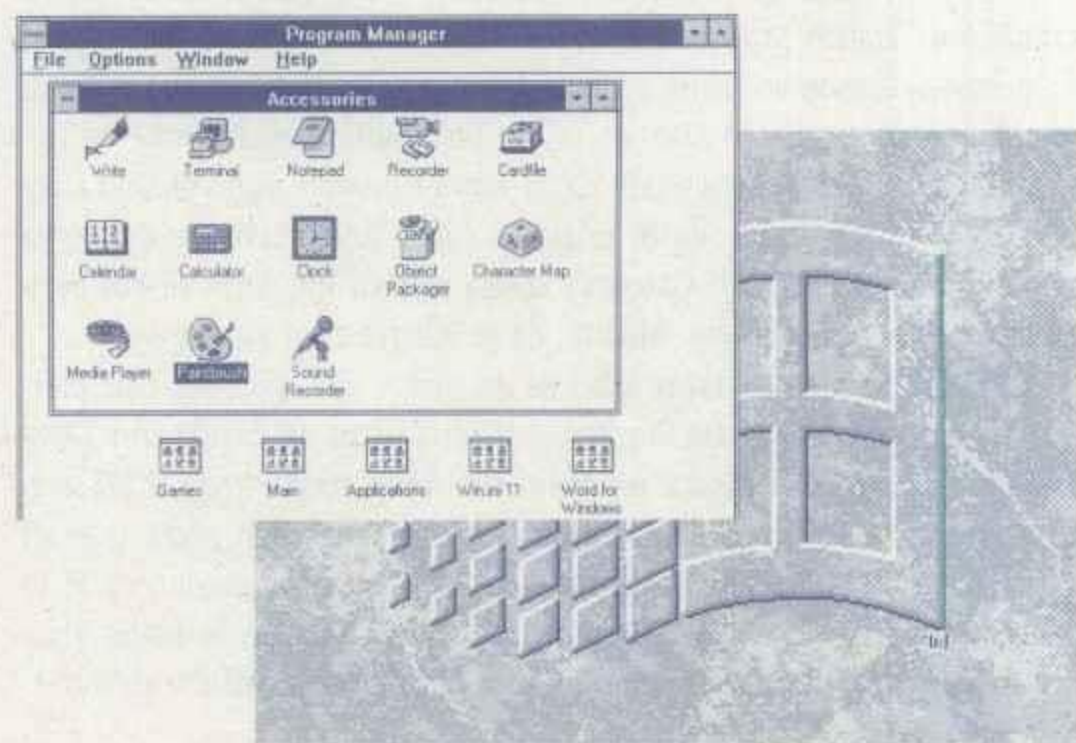 Program Manager
File Options Window Help
Accessories
Write Terminal Notepad Recorder Cardfile
Calendar Calculator Clock Object Packager Character Map
Media Player Paintbrush Sound Recorder
Games Main Applications Word for Windows